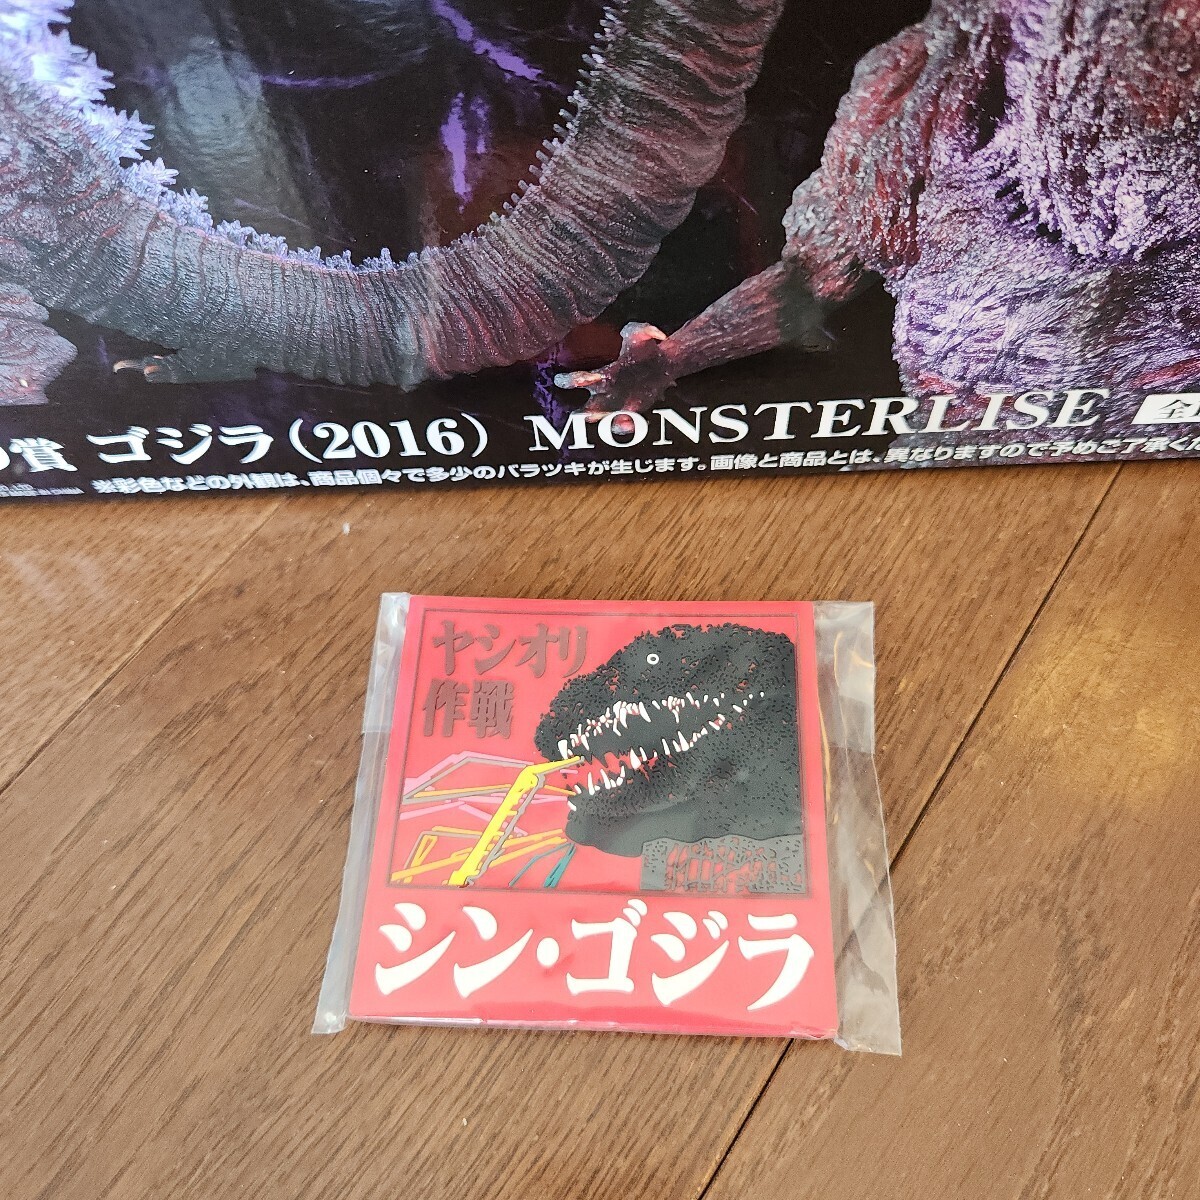 賞 ゴジラ（2016） MONSTERLISE 全
※彩色などの外観は、商品個々で多少のバラツキが生じます。画像と商品とは、異なりますので予めご了承く
ヤシオリ
作戦
シン・ゴジラ